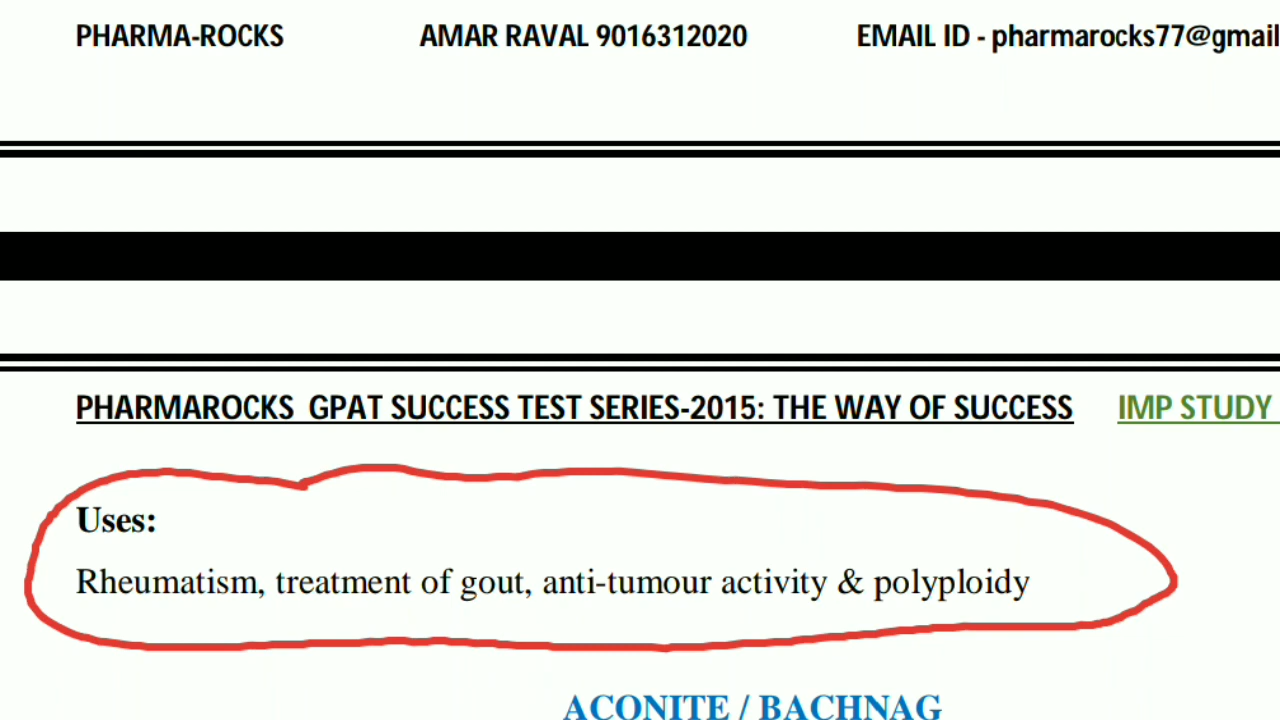 PHARMA-ROCKS AMAR RAVAL 9016312020 EMAIL ID - pharmarocks77@gmail
PHARMAROCKS GPAT SUCCESS TEST SERIES-2015: THE WAY OF SUCCESS IMP STUDY
Uses:
Rheumatism, treatment of gout, anti-tumour activity & polyploidy
ACONITE / BACHNAG